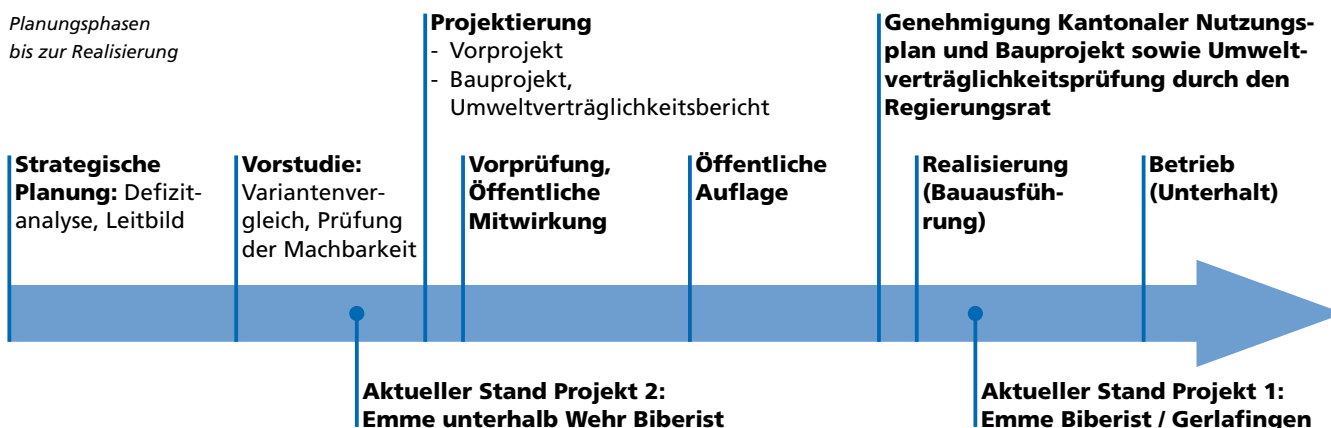 Planungsphasen
bis zur Realisierung
Projektierung
- Vorprojekt
- Bauprojekt,
Umweltverträglichkeitsbericht
Genehmigung Kantonaler Nutzungs-
plan und Bauprojekt sowie Umwelt-
verträglichkeitsprüfung durch den
Regierungsrat
Strategische
Planung: Defizit-
analyse, Leitbild
Vorstudie:
Variantenver-
gleich, Prüfung
der Machbarkeit
Vorprüfung,
Öffentliche
Mitwirkung
Öffentliche
Auflage
Realisierung
(Bauausfüh-
rung)
Betrieb
(Unterhalt)
Aktueller Stand Projekt 2:
Emme unterhalb Wehr Biberist
Aktueller Stand Projekt 1:
Emme Biberist / Gerlafingen